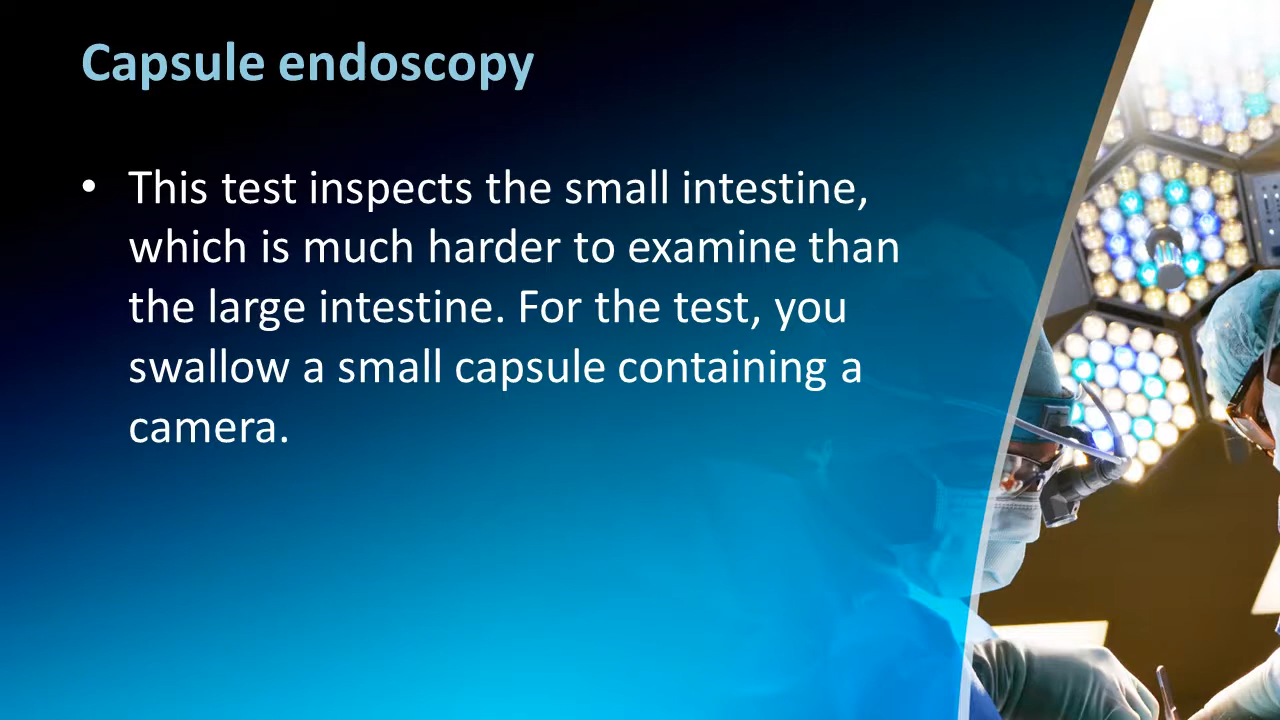 Capsule endoscopy
• This test inspects the small intestine,
which is much harder to examine than
the large intestine. For the test, you
swallow a small capsule containing a
camera.